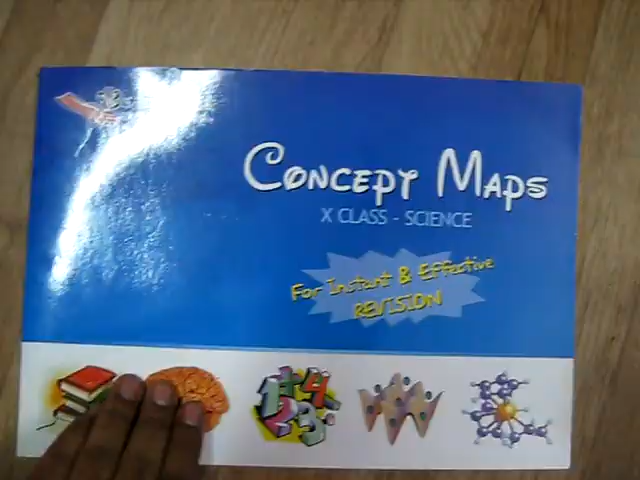 Concept Maps
X CLASS - SCIENCE
For Instant & Effective
REVISION